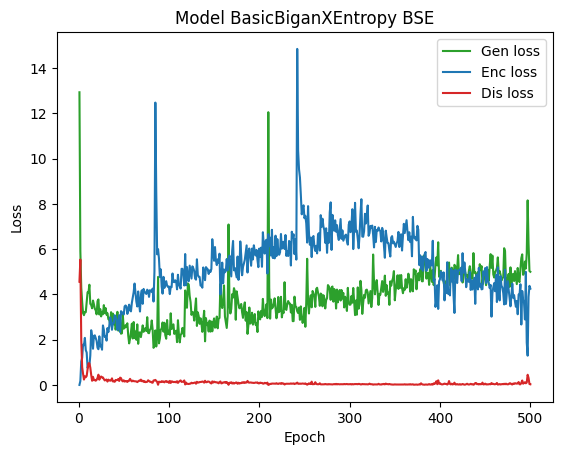 Model BasicBiganXEntropy BSE
Gen loss
Enc loss
Dis loss
Loss
14
12
10
8
6
4
2
0
0 100 200 300 400 500
Epoch